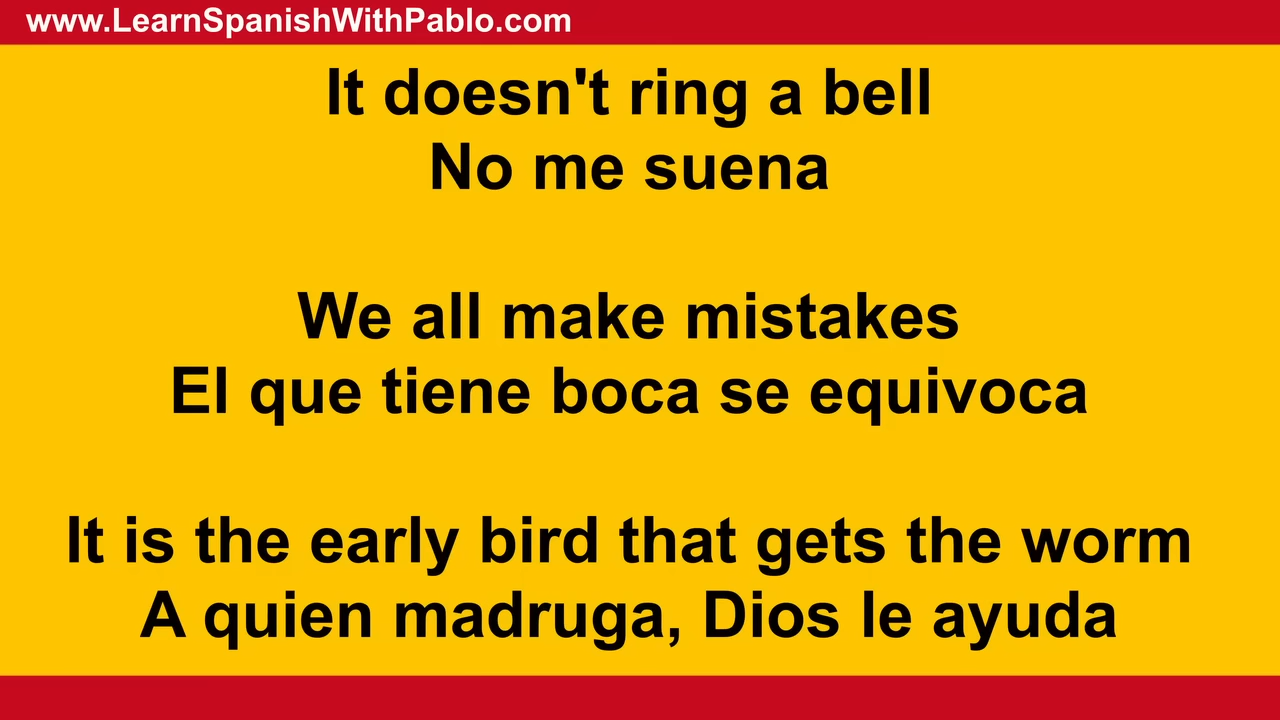 www.LearnSpanishWithPablo.com
It doesn't ring a bell
No me suena
We all make mistakes
El que tiene boca se equivoca
It is the early bird that gets the worm
A quien madruga, Dios le ayuda